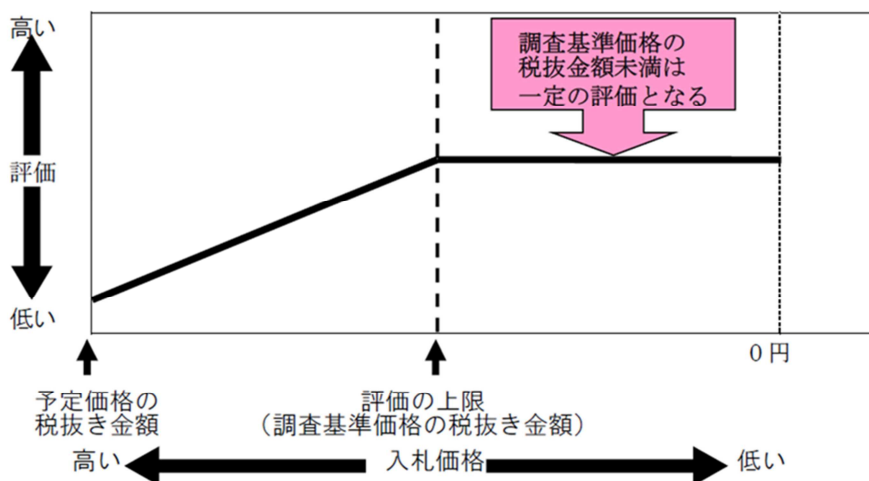 高い
調査基準価格の
税抜金額未満は
一定の評価となる
評価
低い
0円
予定価格の
税抜き金額
評価の上限
（調査基準価格の税抜き金額）
高い
入札価格
低い